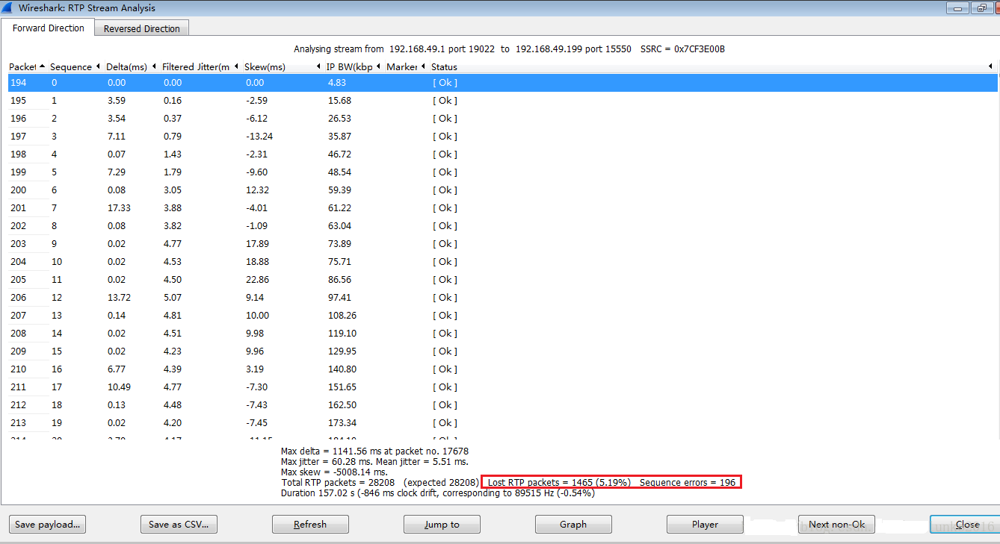 Wireshark: RTP Stream Analysis
Forward Direction Reversed Direction
Analysing stream from 192.168.49.1 port 19022 to 192.168.49.199 port 15550 SSRC = 0x7CF3E00B
Packet Sequence Delta(ms) Filtered Jitter(m Skew(ms) IP BW(kbp Marker Status
194 0 0.00 0.00 0.00 4.83 [ Ok ]
195 1 3.59 0.16 -2.59 15.68 [ Ok ]
196 2 3.54 0.37 -6.12 26.53 [ Ok ]
197 3 7.11 0.79 -13.24 35.87 [ Ok ]
198 4 0.07 1.43 -2.31 46.72 [ Ok ]
199 5 7.29 1.79 -9.60 48.54 [ Ok ]
200 6 0.08 3.05 12.32 59.39 [ Ok ]
201 7 17.33 3.88 -4.01 61.22 [ Ok ]
202 8 0.08 3.82 -1.09 63.04 [ Ok ]
203 9 0.02 4.77 17.89 73.89 [ Ok ]
204 10 0.02 4.53 18.88 75.71 [ Ok ]
205 11 0.02 4.50 22.86 86.56 [ Ok ]
206 12 13.72 5.07 9.14 97.41 [ Ok ]
207 13 0.14 4.81 10.00 108.26 [ Ok ]
208 14 0.02 4.51 9.98 119.10 [ Ok ]
209 15 0.02 4.23 9.96 129.95 [ Ok ]
210 16 6.77 4.39 3.19 140.80 [ Ok ]
211 17 10.49 4.77 -7.30 151.65 [ Ok ]
212 18 0.13 4.48 -7.43 162.50 [ Ok ]
213 19 0.02 4.20 -7.45 173.34 [ Ok ]
Max delta = 1141.56 ms at packet no. 17678
Max jitter = 60.28 ms. Mean jitter = 5.51 ms.
Max skew = -5008.14 ms.
Total RTP packets = 28208 (expected 28208) Lost RTP packets = 1465 (5.19%) Sequence errors = 196
Duration 157.02 s (-846 ms clock drift, corresponding to 89515 Hz (-0.54%)
Save payload... Save as CSV... Refresh Jump to Graph Player Next non-Ok Close